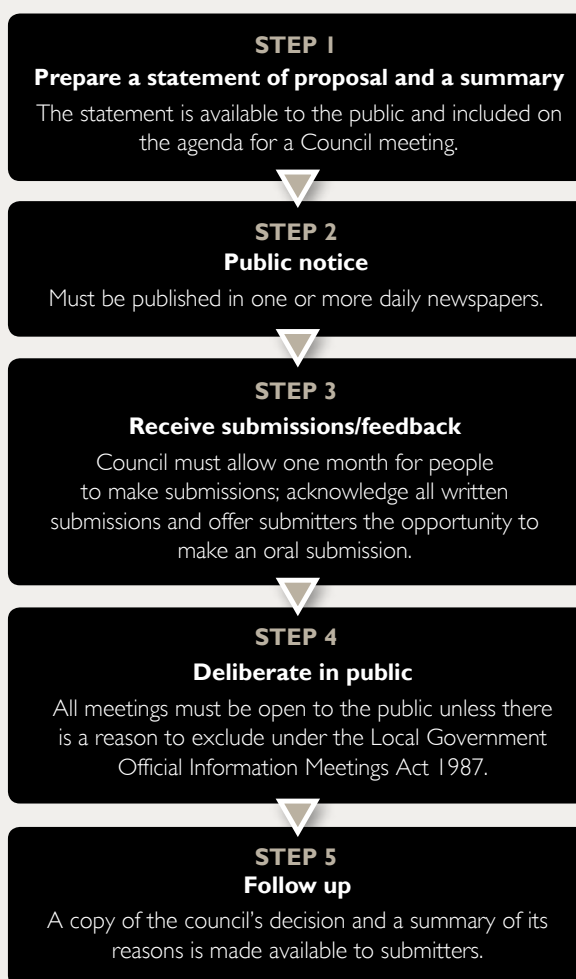 STEP 1
Prepare a statement of proposal and a summary
The statement is available to the public and included on
the agenda for a Council meeting.
STEP 2
Public notice
Must be published in one or more daily newspapers.
STEP 3
Receive submissions/feedback
Council must allow one month for people
to make submissions; acknowledge all written
submissions and offer submitters the opportunity to
make an oral submission.
STEP 4
Deliberate in public
All meetings must be open to the public unless there
is a reason to exclude under the Local Government
Official Information Meetings Act 1987.
STEP 5
Follow up
A copy of the council's decision and a summary of its
reasons is made available to submitters.